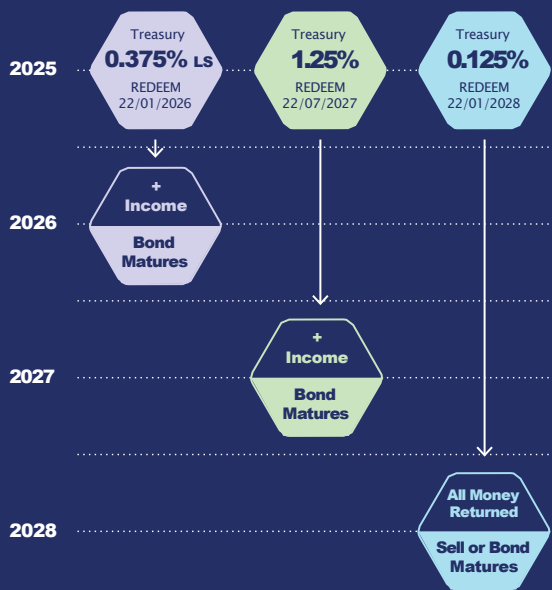 2025
Treasury
0.375% LS
REDEEM
22/01/2026
Treasury
1.25%
REDEEM
22/07/2027
Treasury
0.125%
REDEEM
22/01/2028
2026
+
Income
Bond
Matures
2027
+
Income
Bond
Matures
2028
All Money
Returned
Sell or Bond
Matures